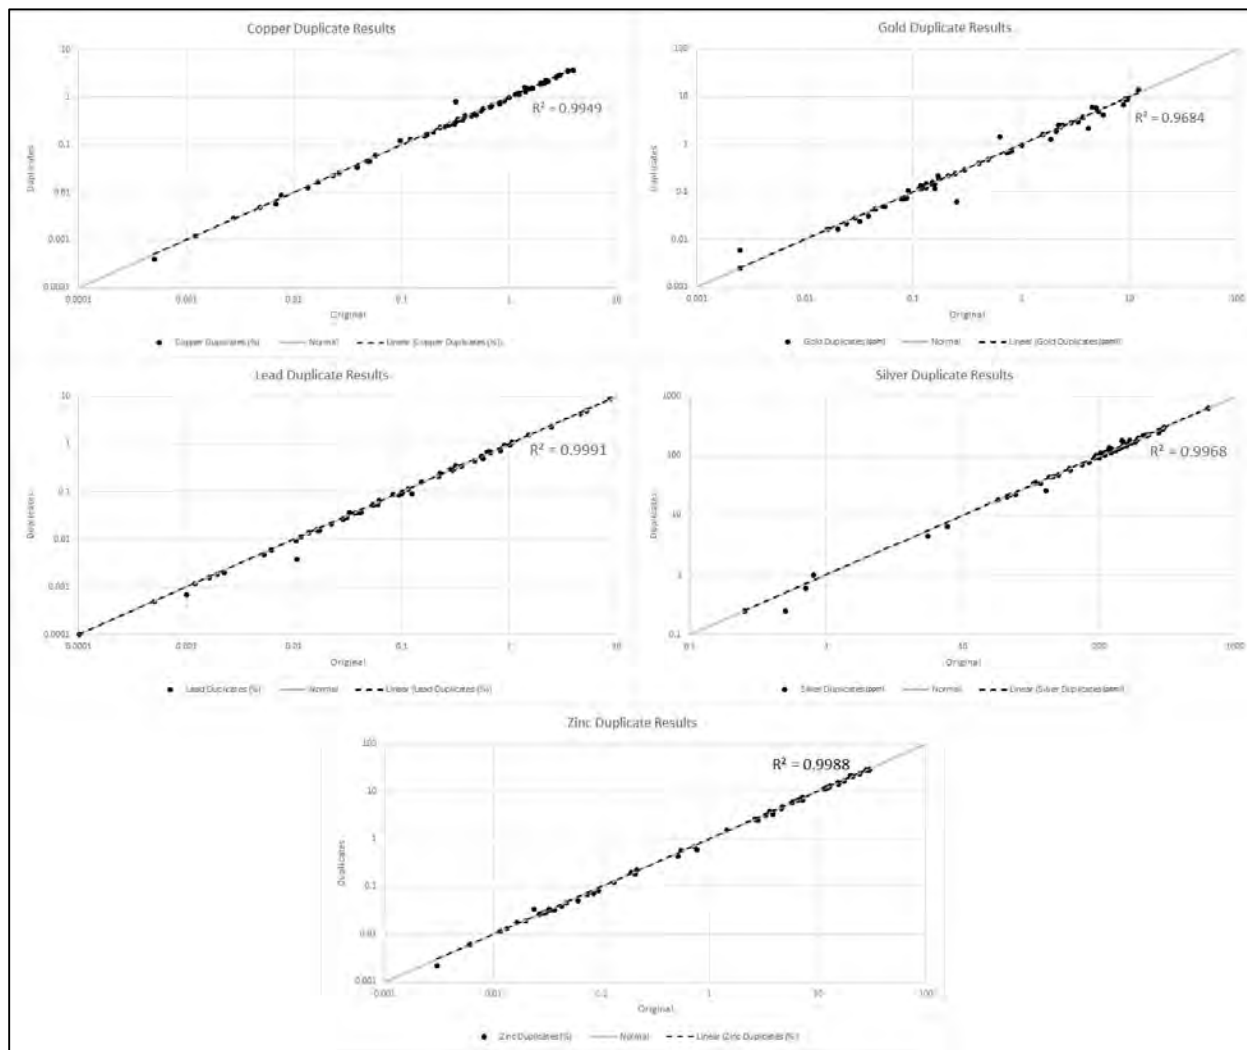 Copper Duplicate Results
10
1
0.1
0.01
0.001
0.0001
Duplicates
0.0001
0.001
0.01
0.1
1
10
R² = 0.9949
Original
Copper Duplicates (%)
Normal
Linear (Copper Duplicates (%))
Gold Duplicate Results
100
10
1
0.1
0.01
0.001
Duplicates
0.001
0.01
0.1
1
10
100
R² = 0.9684
Original
Gold Duplicates (ppm)
Normal
Linear (Gold Duplicates (ppm))
Lead Duplicate Results
10
1
0.1
0.01
0.001
0.0001
Duplicates
0.0001
0.001
0.01
0.1
1
10
R² = 0.9991
Original
Lead Duplicates (%)
Normal
Linear (Lead Duplicates (%))
Silver Duplicate Results
1000
100
10
1
0.1
Duplicates
1000
R² = 0.9968
Original
Silver Duplicates (ppm)
Normal
Linear (Silver Duplicates (ppm))
Zinc Duplicate Results
100
10
1
0.1
0.01
0.001
Duplicates
0.001
0.01
0.1
1
10
100
R² = 0.9988
Original
Zinc Duplicates (%)
Normal
Linear (Zinc Duplicates (%))